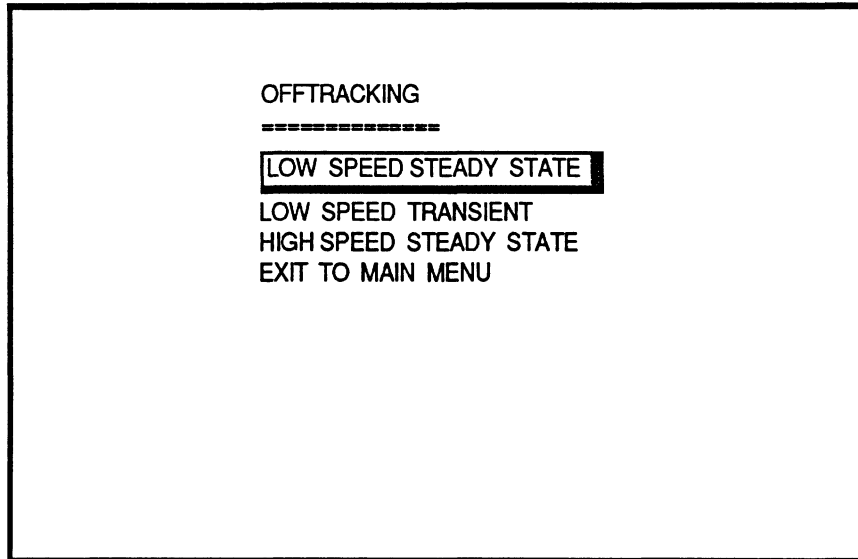 OFFTRACKING
==============
LOW SPEED STEADY STATE
LOW SPEED TRANSIENT
HIGH SPEED STEADY STATE
EXIT TO MAIN MENU